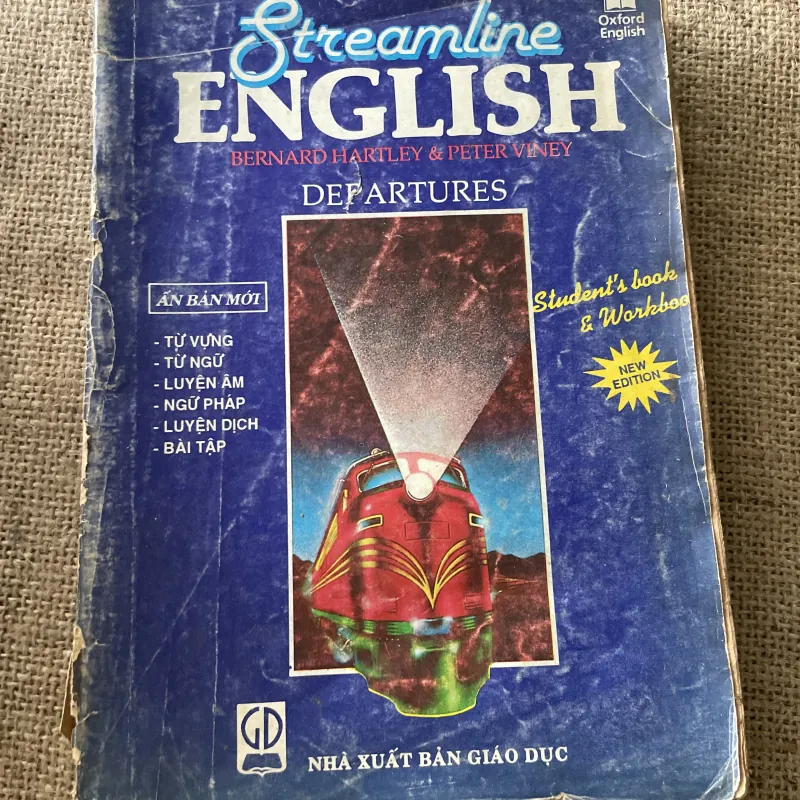 Oxford
English
Streamline
ENGLISH
BERNARD HARTLEY & PETER VINEY
DEPARTURES
Student's book
& Workboo
ẤN BẢN MỚI
- TỪ VỰNG
- TỪ NGỮ
- LUYỆN ÂM
- NGỮ PHÁP
- LUYỆN DỊCH
- BÀI TẬP
NEW
EDITION
GD
NHÀ XUẤT BẢN GIÁO DỤC